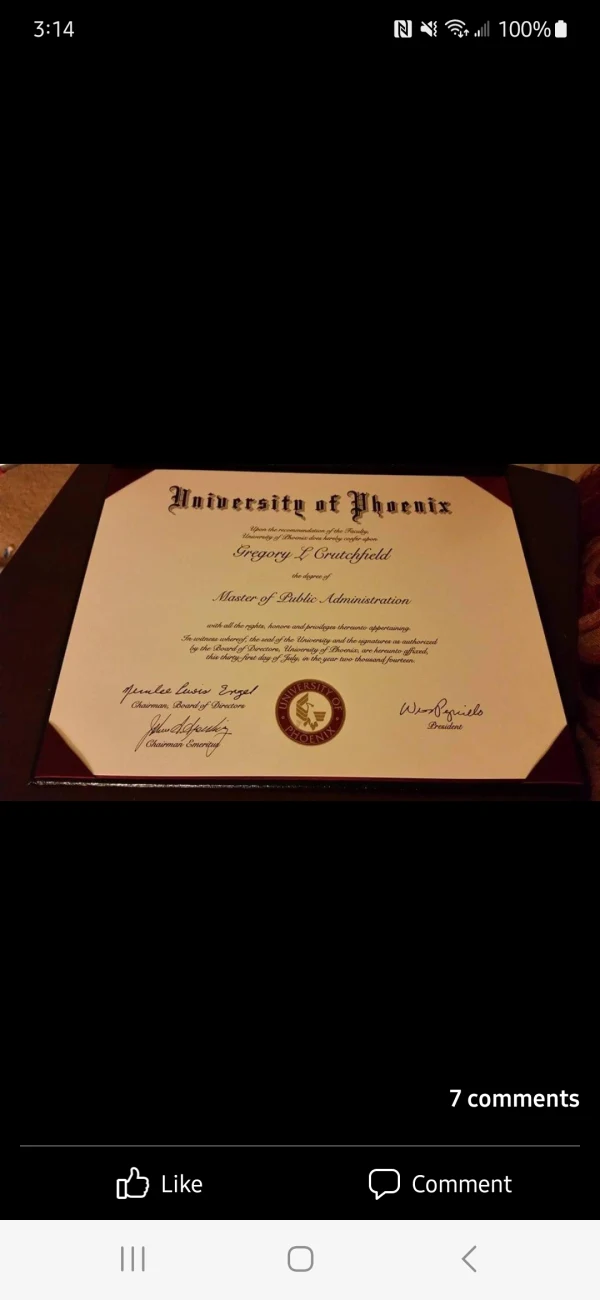 3:14
100%
University of Phoenix
Upon the recommendation of the Faculty,
University of Phoenix does hereby confer upon
Gregory L Crutchfield
the degree of
Master of Public Administration
with all the rights, honors and privileges thereunto appertaining.
In witness whereof, the seal of the University and the signatures as authorized
by the Board of Directors, University of Phoenix, are hereunto affixed,
this thirty-first day of July, in the year two thousand fourteen.
Chairman, Board of Directors
Chairman Emeritus
UNIVERSITY OF
PHOENIX
President
7 comments
Like
Comment